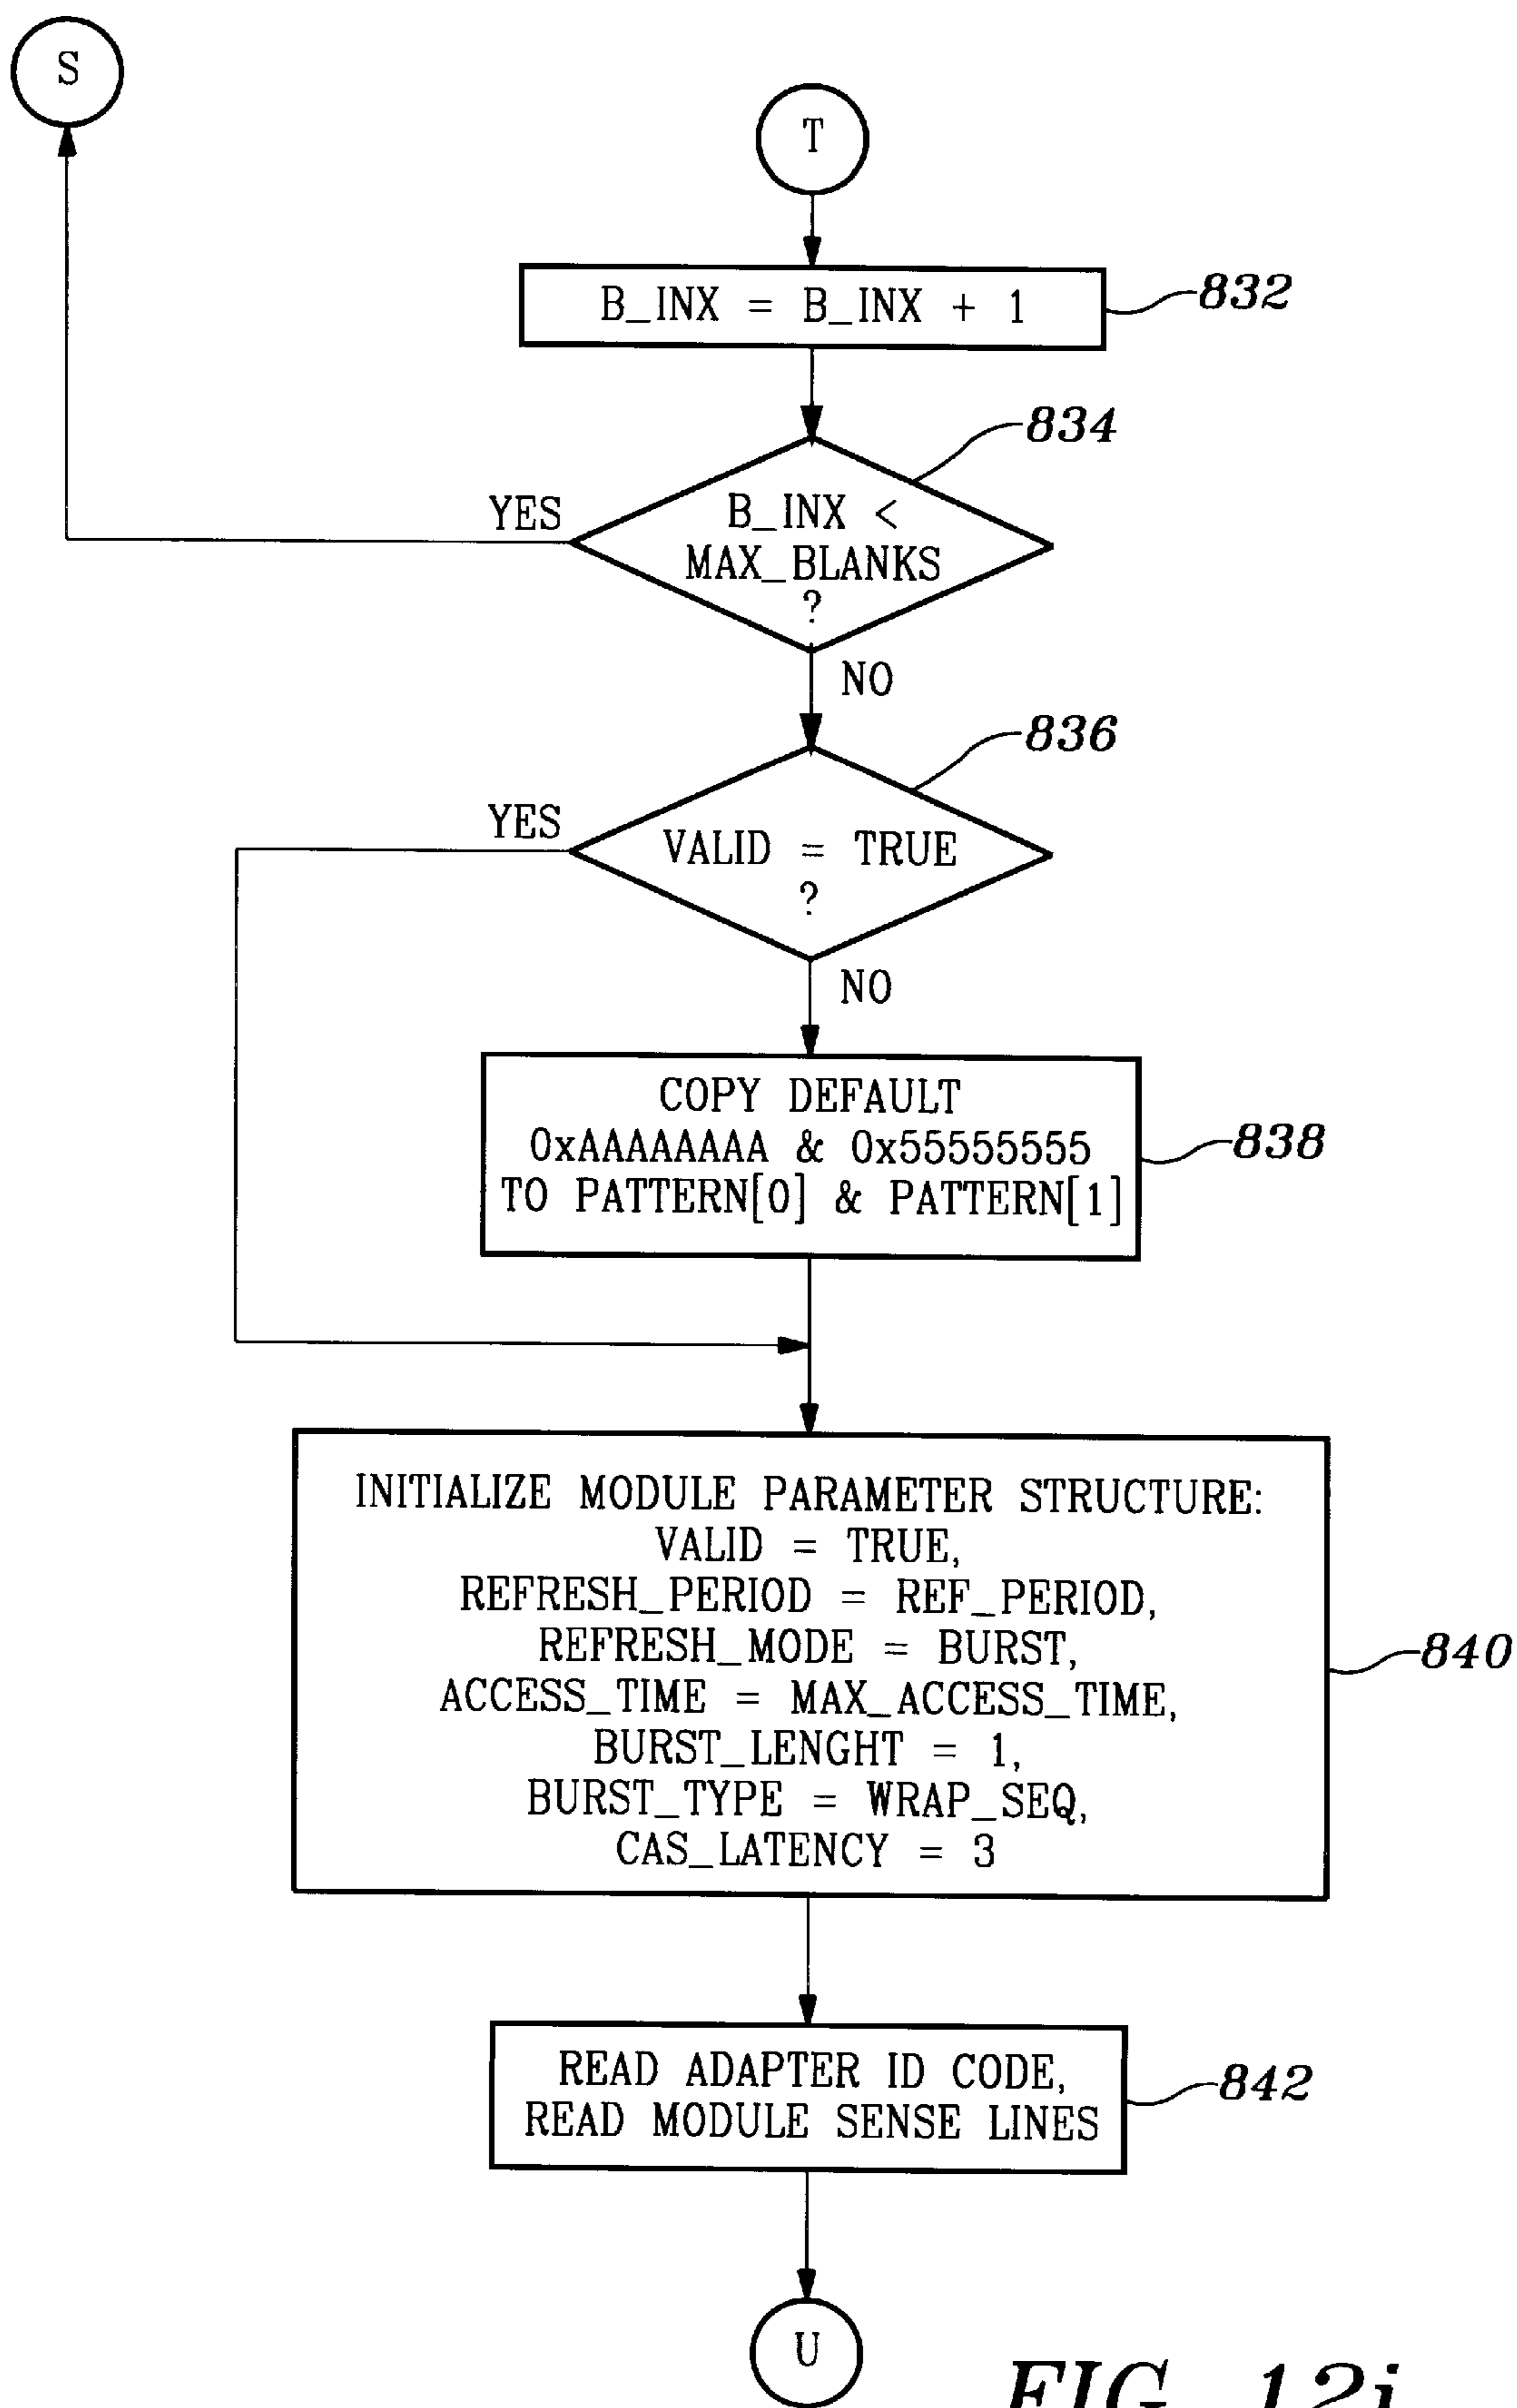 S
T
B_INX = B_INX + 1
832
834
B_INX <
MAX_BLANKS
?
YES
NO
836
YES
VALID = TRUE
?
NO
COPY DEFAULT
0xAAAAAAAA & 0x55555555
TO PATTERN[0] & PATTERN[1]
838
INITIALIZE MODULE PARAMETER STRUCTURE:
VALID = TRUE,
REFRESH_PERIOD = REF_PERIOD,
REFRESH_MODE = BURST,
ACCESS_TIME = MAX_ACCESS_TIME,
BURST_LENGHT = 1,
BURST_TYPE = WRAP_SEQ,
CAS_LATENCY = 3
840
READ ADAPTER ID CODE,
READ MODULE SENSE LINES
842
U
FIG. 12i